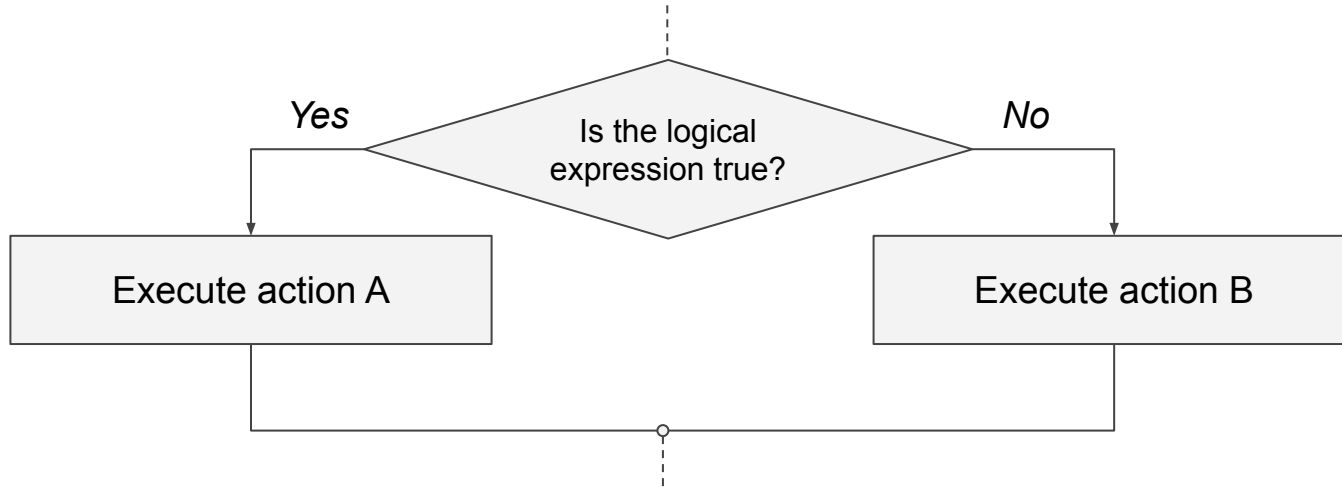 Yes
Is the logical
expression true?
No
Execute action A
Execute action B